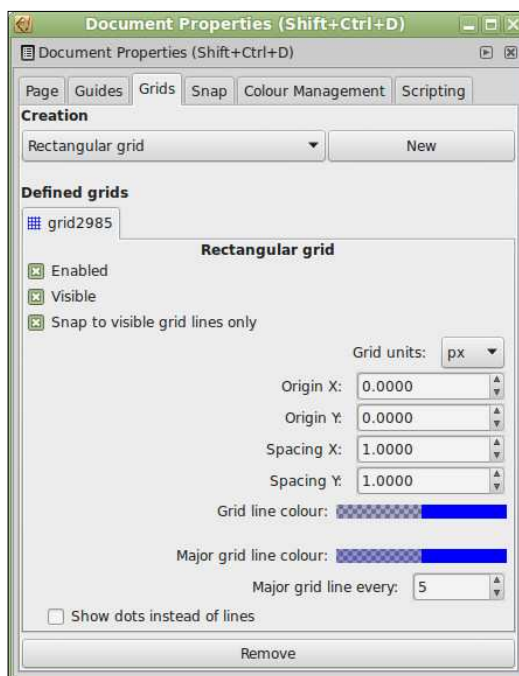 Document Properties (Shift+Ctrl+D)
Document Properties (Shift+Ctrl+D)
Page Guides Grids Snap Colour Management Scripting
Creation
Rectangular grid New
Defined grids
grid2985
Rectangular grid
Enabled
Visible
Snap to visible grid lines only
Grid units: px
Origin X: 0.0000
Origin Y: 0.0000
Spacing X: 1.0000
Spacing Y: 1.0000
Grid line colour:
Major grid line colour:
Major grid line every: 5
Show dots instead of lines
Remove